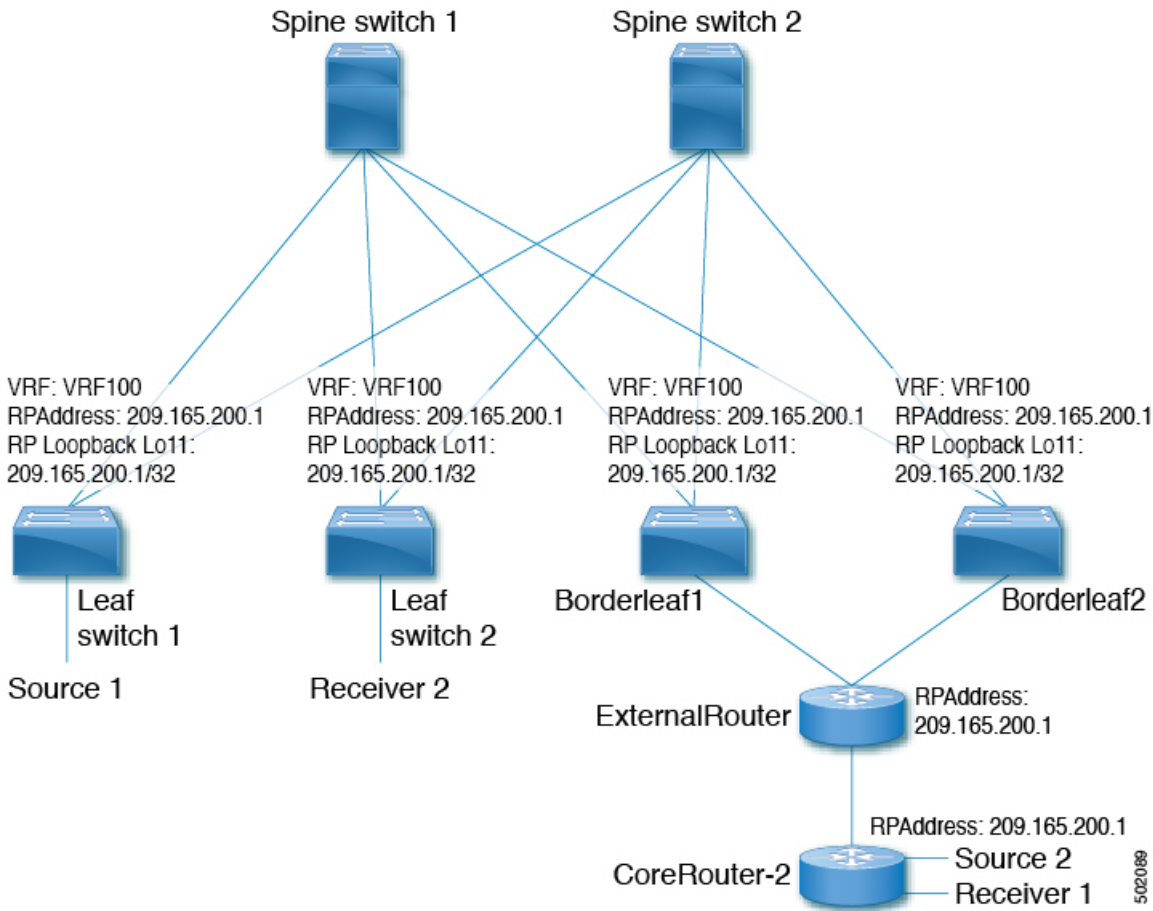 Spine switch 1
Spine switch 2
VRF: VRF100
RPAddress: 209.165.200.1
RP Loopback Lo11:
209.165.200.1/32
VRF: VRF100
RPAddress: 209.165.200.1
RP Loopback Lo11:
209.165.200.1/32
VRF: VRF100
RPAddress: 209.165.200.1
RP Loopback Lo11:
209.165.200.1/32
VRF: VRF100
RPAddress: 209.165.200.1
RP Loopback Lo11:
209.165.200.1/32
Leaf
switch 1
Leaf
switch 2
Borderleaf1
Borderleaf2
Source 1
Receiver 2
ExternalRouter
RPAddress:
209.165.200.1
RPAddress: 209.165.200.1
CoreRouter-2
Source 2
Receiver 1
502089